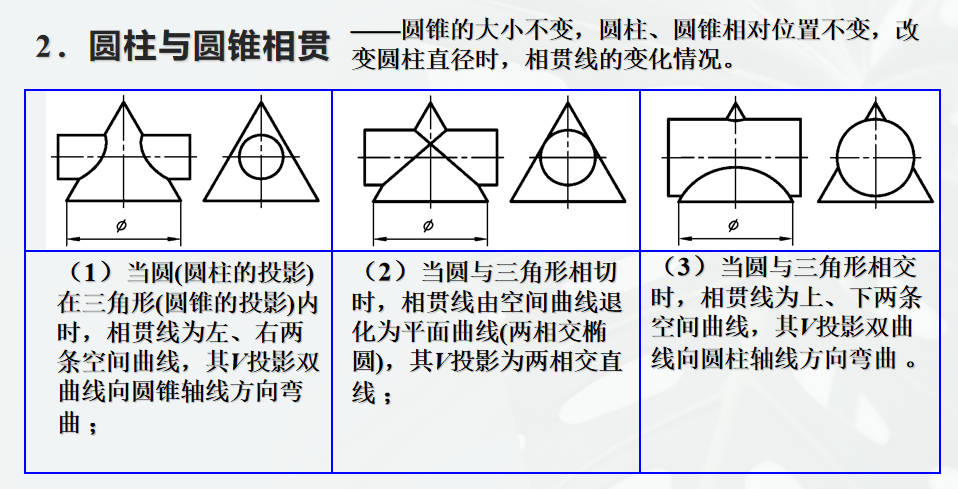 2．圆柱与圆锥相贯
——圆锥的大小不变，圆柱、圆锥相对位置不变，改
变圆柱直径时，相贯线的变化情况。
ϕ
ϕ
ϕ
（1）当圆(圆柱的投影)
在三角形(圆锥的投影)内
时，相贯线为左、右两
条空间曲线，其V投影双
曲线向圆锥轴线方向弯
曲；
（2）当圆与三角形相切
时，相贯线由空间曲线退
化为平面曲线(两相交椭
圆)，其V投影为两相交直
线；
（3）当圆与三角形相交
时，相贯线为上、下两条
空间曲线，其V投影双曲
线向圆柱轴线方向弯曲 。